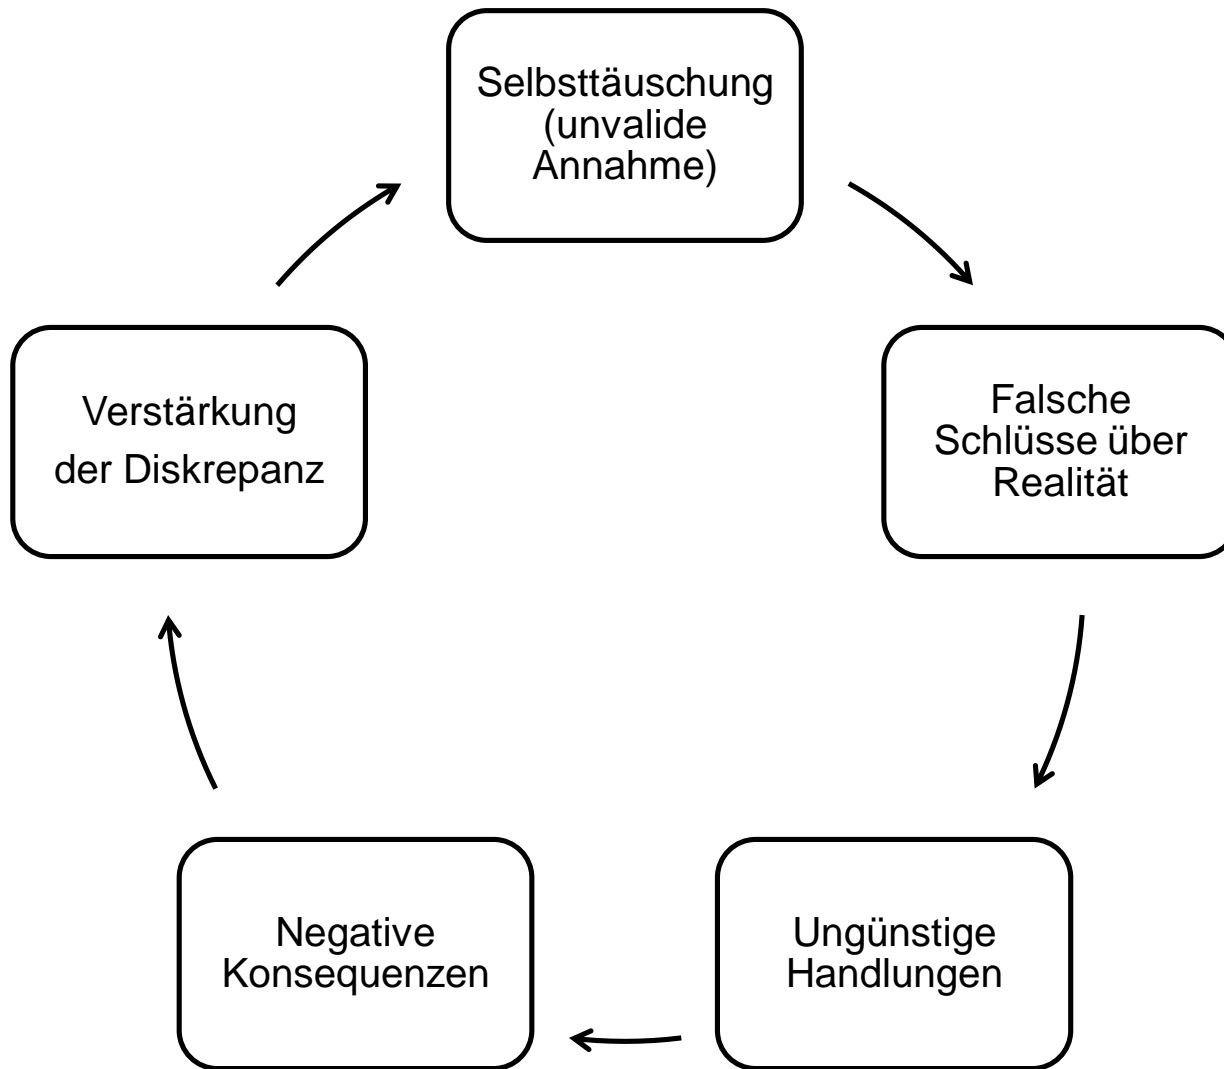 Selbsttäuschung
(unvalide
Annahme)
Falsche
Schlüsse über
Realität
Ungünstige
Handlungen
Negative
Konsequenzen
Verstärkung
der Diskrepanz